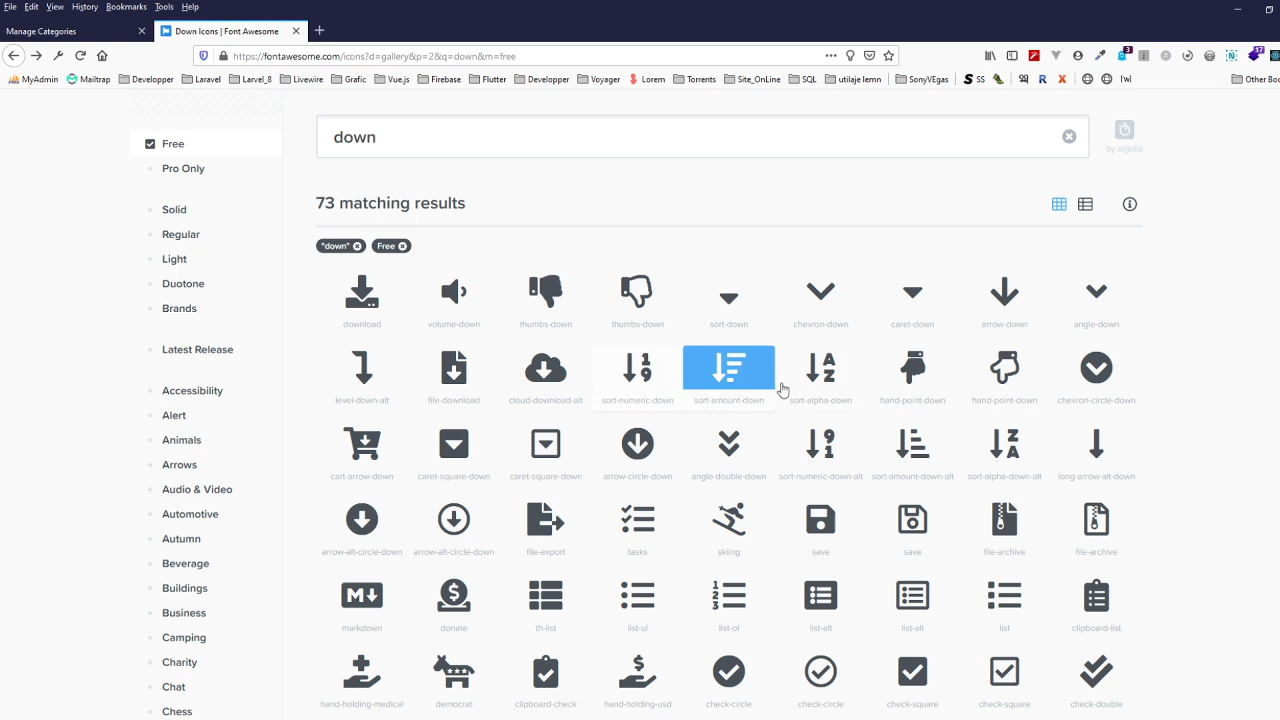 File Edit View History Bookmarks Tools Help
Manage Categories
Down Icons | Font Awesome
https://fontawesome.com/icons?d=gallery&p=2&q=down&m=free
3
17
MyAdmin Mailtrap Developper Laravel Laravel_8 Livewire Grafic Vue.js Firebase Flutter Developper Voyager Lorem Torrents Site_OnLine SQL utilaje lemn SonyVEgas SS R X Other Boo
down
by algolia
Free
Pro Only
Solid
Regular
Light
Duotone
Brands
Latest Release
Accessibility
Alert
Animals
Arrows
Audio & Video
Automotive
Autumn
Beverage
Buildings
Business
Camping
Charity
Chat
Chess
73 matching results
"down" Free
download volume-down thumbs-down thumbs-down sort-down chevron-down caret-down arrow-down angle-down
level-down-alt file-download cloud-download-alt sort-numeric-down sort-amount-down sort-alpha-down hand-point-down hand-point-down chevron-circle-down
cart-arrow-down caret-square-down caret-square-down arrow-circle-down angle-double-down sort-numeric-down-alt sort-amount-down-alt sort-alpha-down-alt long-arrow-alt-down
arrow-alt-circle-down arrow-alt-circle-down file-export tasks skiing save save file-archive file-archive
markdown donate th-list list-ul list-ol list-alt list-alt list clipboard-list
hand-holding-medical democrat clipboard-check hand-holding-usd check-circle check-circle check-square check-square check-double